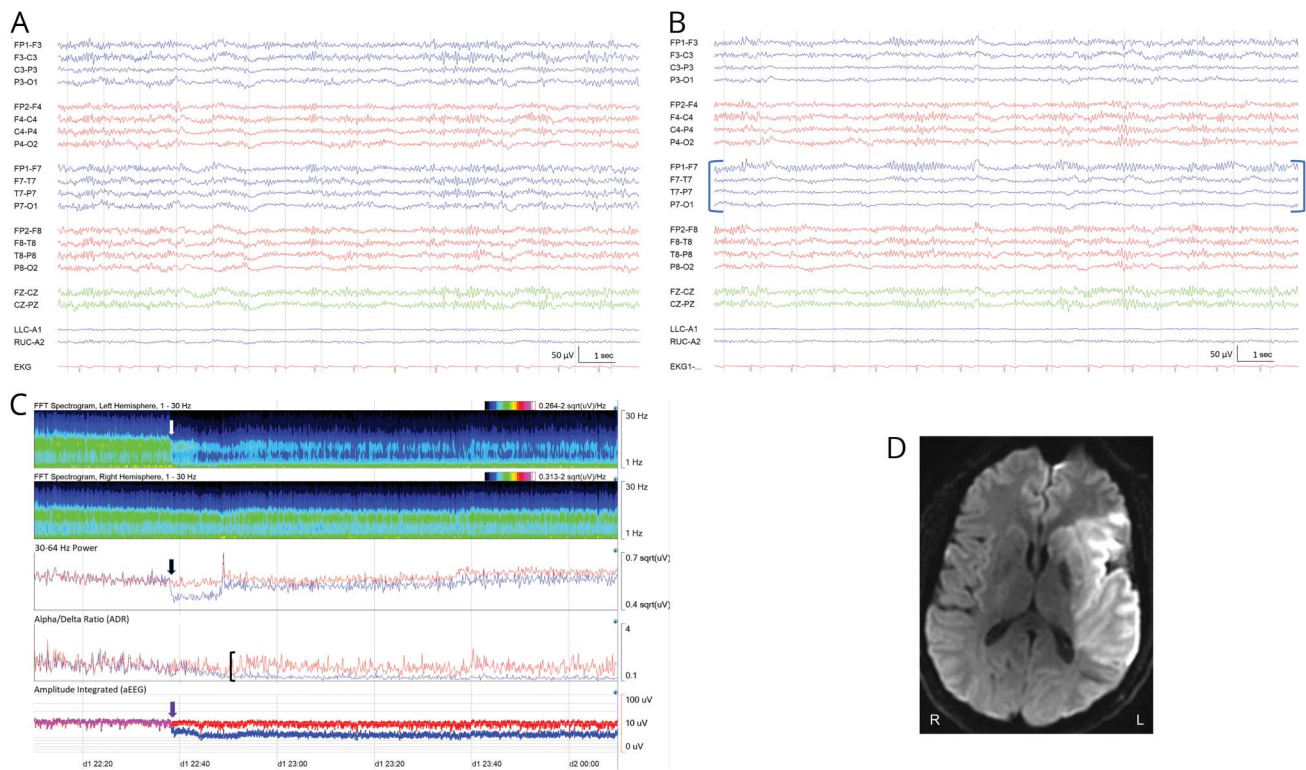 A
FP1-F3
F3-C3
C3-P3
P3-O1
FP2-F4
F4-C4
C4-P4
P4-O2
FP1-F7
F7-T7
T7-P7
P7-O1
FP2-F8
F8-T8
T8-P8
P8-O2
FZ-CZ
CZ-PZ
LLC-A1
RUC-A2
EKG
50 µV
1 sec
B
FP1-F3
F3-C3
C3-P3
P3-O1
FP2-F4
F4-C4
C4-P4
P4-O2
FP1-F7
F7-T7
T7-P7
P7-O1
FP2-F8
F8-T8
T8-P8
P8-O2
FZ-CZ
CZ-PZ
LLC-A1
RUC-A2
EKG1-...
50 µV
1 sec
C
FFT Spectrogram, Left Hemisphere, 1 - 30 Hz
0.264-2 sqrt(uV)/Hz
30 Hz
1 Hz
FFT Spectrogram, Right Hemisphere, 1 - 30 Hz
0.313-2 sqrt(uV)/Hz
30 Hz
1 Hz
30-64 Hz Power
0.7 sqrt(uV)
0.4 sqrt(uV)
Alpha/Delta Ratio (ADR)
4
0.1
Amplitude Integrated (aEEG)
100 uV
10 uV
0 uV
d1 22:20
d1 22:40
d1 23:00
d1 23:20
d1 23:40
d2 00:00
D
R
L